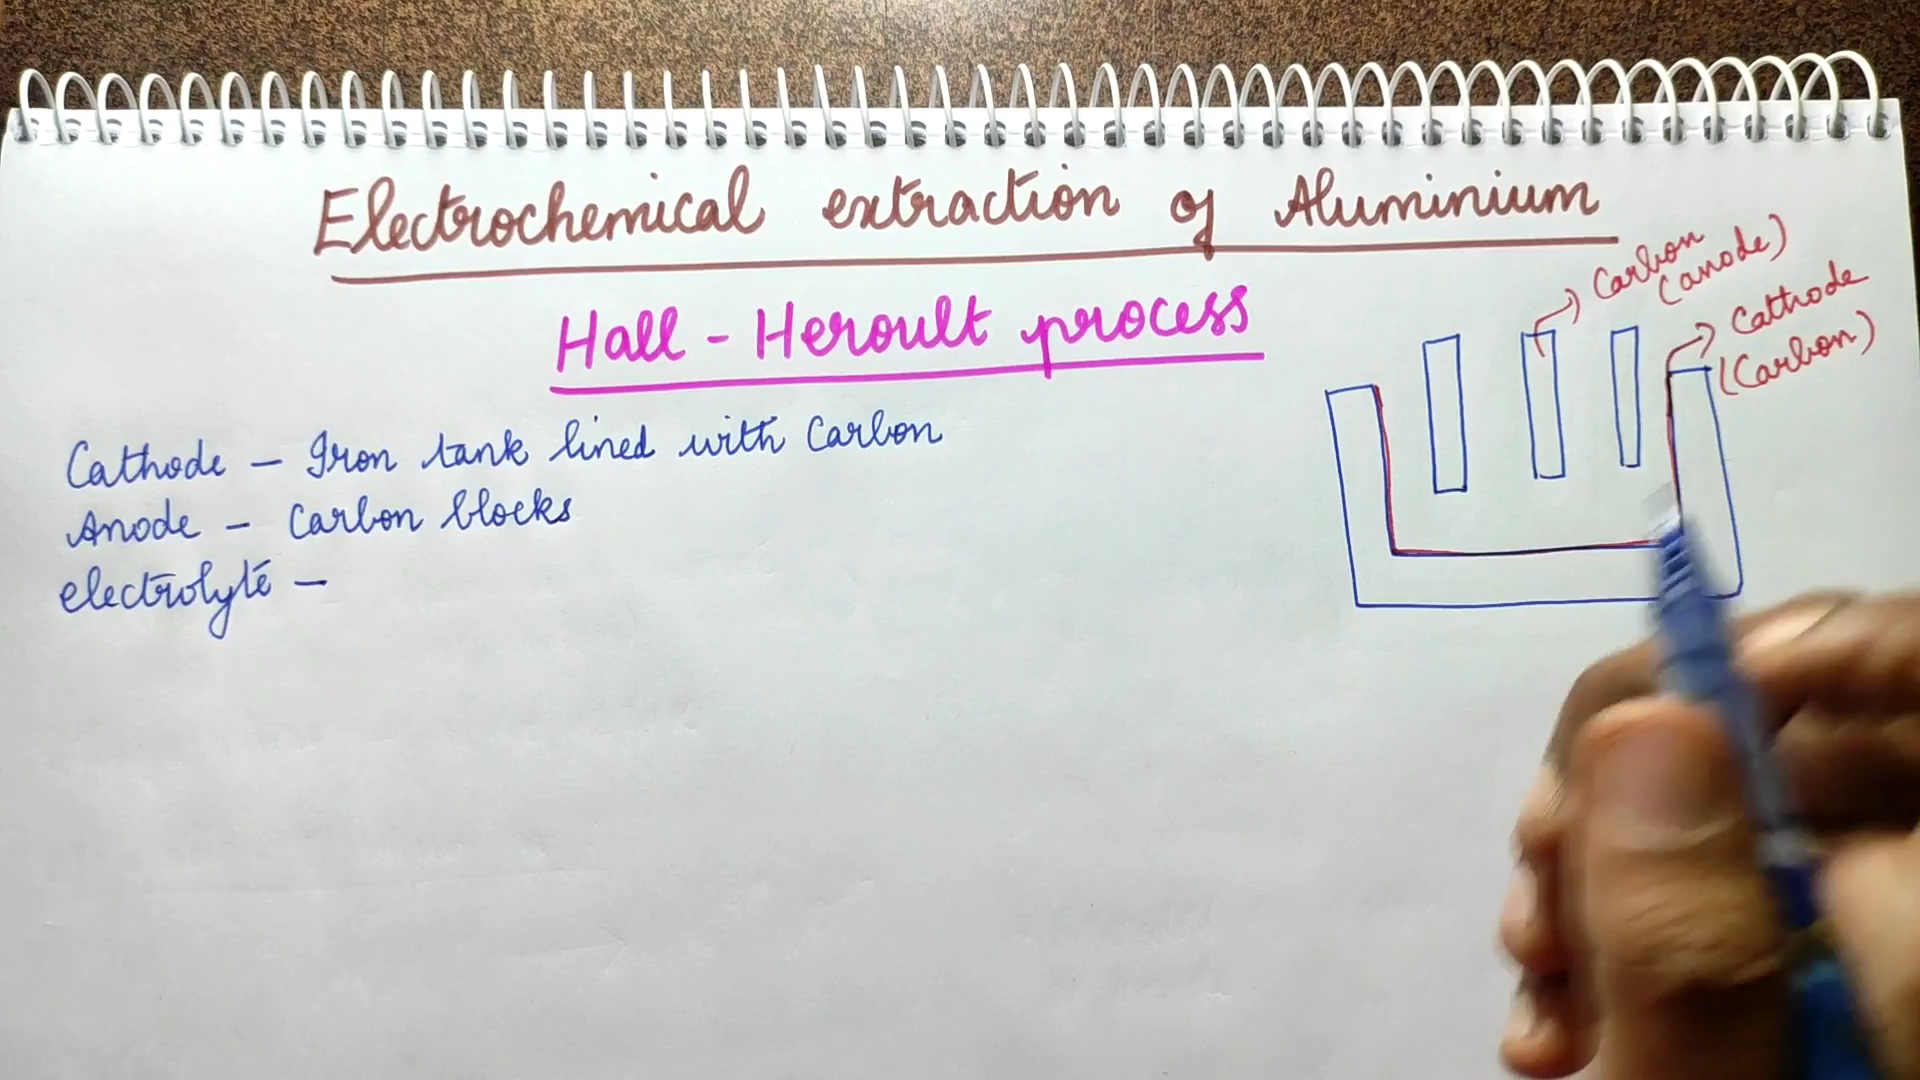 Electrochemical extraction of Aluminium
Hall - Heroult process
Carbon
(anode)
Cathode
(Carbon)
Cathode - Iron tank lined with Carbon
Anode - Carbon blocks
electrolyte -